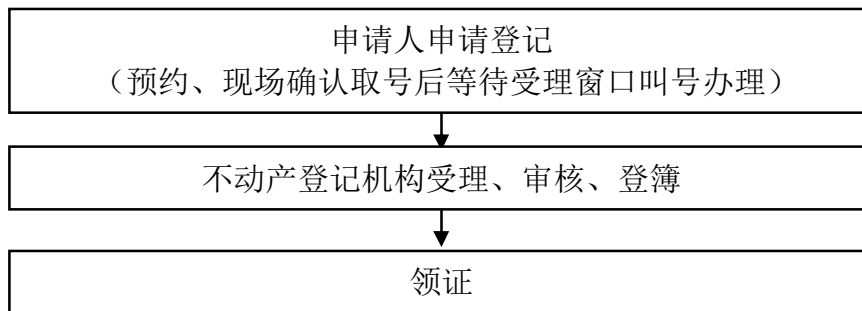 申请人申请登记
（预约、现场确认取号后等待受理窗口叫号办理）
不动产登记机构受理、审核、登簿
领证